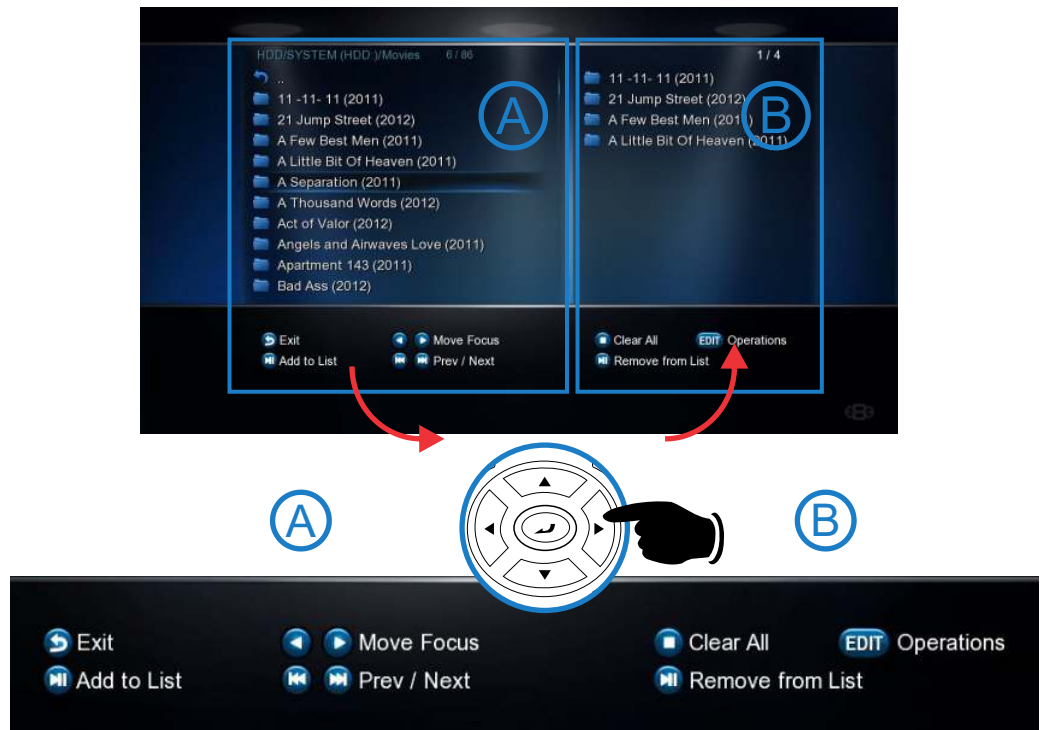 HDD/SYSTEM (HDD )/Movies 6 / 86
..
11 -11- 11 (2011)
21 Jump Street (2012)
A Few Best Men (2011)
A Little Bit Of Heaven (2011)
A Separation (2011)
A Thousand Words (2012)
Act of Valor (2012)
Angels and Airwaves Love (2011)
Apartment 143 (2011)
Bad Ass (2012)
A
1 / 4
11 -11- 11 (2011)
21 Jump Street (2012)
A Few Best Men (2011)
A Little Bit Of Heaven (2011)
B
Exit Move Focus
Add to List Prev / Next
Clear All EDIT Operations
Remove from List
A
B
Exit Move Focus Clear All EDIT Operations
Add to List Prev / Next Remove from List